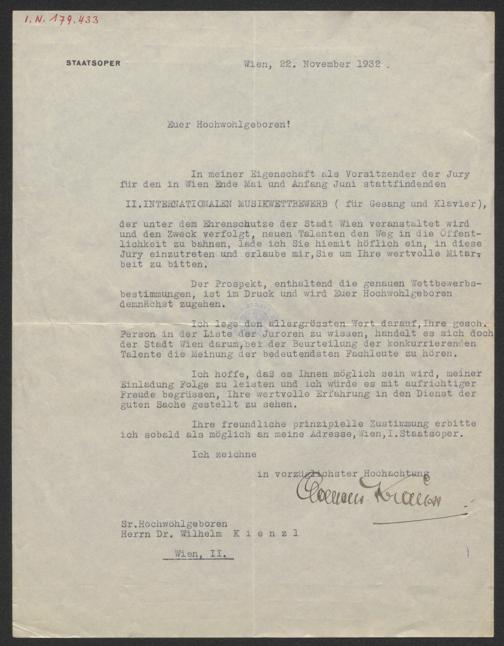 I.N. 179.433
STAATSOPER
Wien, 22. November 1932 .
Euer Hochwohlgeboren!
In meiner Eigenschaft als Vorsitzender der Jury
für den in Wien Ende Mai und Anfang Juni stattfindenden
II.INTERNATIONALEN MUSIKWETTBEWERB ( für Gesang und Klavier),
der unter dem Ehrenschutze der Stadt Wien veranstaltet wird
und den Zweck verfolgt, neuen Talenten den Weg in die Öffent-
lichkeit zu bahnen, lade ich Sie hiemit höflich ein, in diese
Jury einzutreten und erlaube mir,Sie um Ihre wertvolle Mitar-
beit zu bitten.
Der Prospekt, enthaltend die genauen Wettbewerbs-
bestimmungen, ist im Druck und wird Euer Hochwohlgeboren
demnächst zugehen.
Ich lege den allergrössten Wert darauf,Ihre gesch.
Person in der Liste der Juroren zu wissen, handelt es sich doch
der Stadt Wien darum,bei der Beurteilung der konkurrierenden
Talente die Meinung der bedeutendsten Fachleute zu hören.
Ich hoffe, daß es Ihnen möglich sein wird, meiner
Einladung Folge zu leisten und ich würde es mit aufrichtiger
Freude begrüssen, Ihre wertvolle Erfahrung in den Dienst der
guten Sache gestellt zu sehen.
Ihre freundliche prinzipielle Zustimmung erbitte
ich sobald als möglich an meine Adresse,Wien,I.Staatsoper.
Ich zeichne
in vorzüglichster Hochachtung
Clemens Krauss
Sr.Hochwohlgeboren
Herrn Dr. Wilhelm K i e n z l
Wien, II.